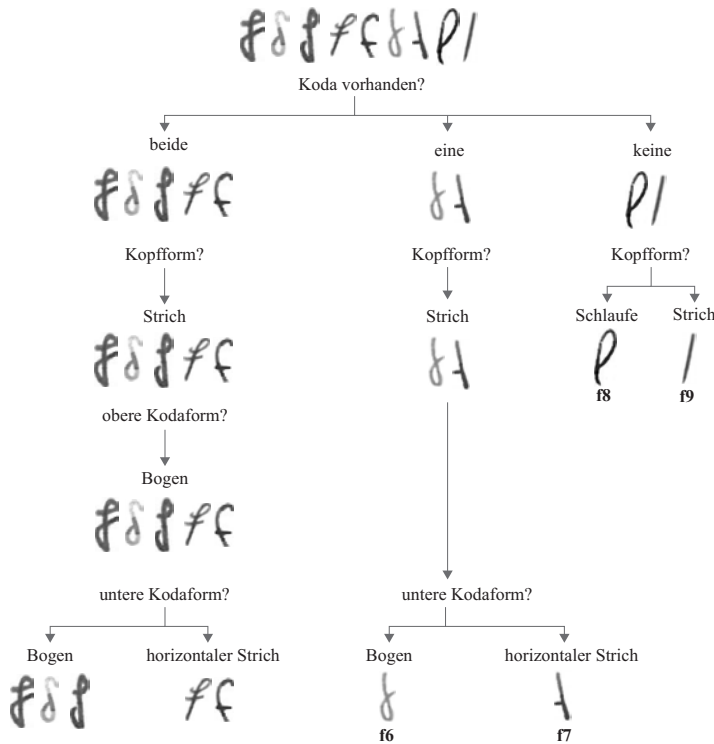 Koda vorhanden?
beide eine keine
Kopfform? Kopfform? Kopfform?
Strich Strich Schlaufe Strich
f8 f9
obere Kodaform?
Bogen
untere Kodaform? untere Kodaform?
Bogen horizontaler Strich Bogen horizontaler Strich
f6 f7